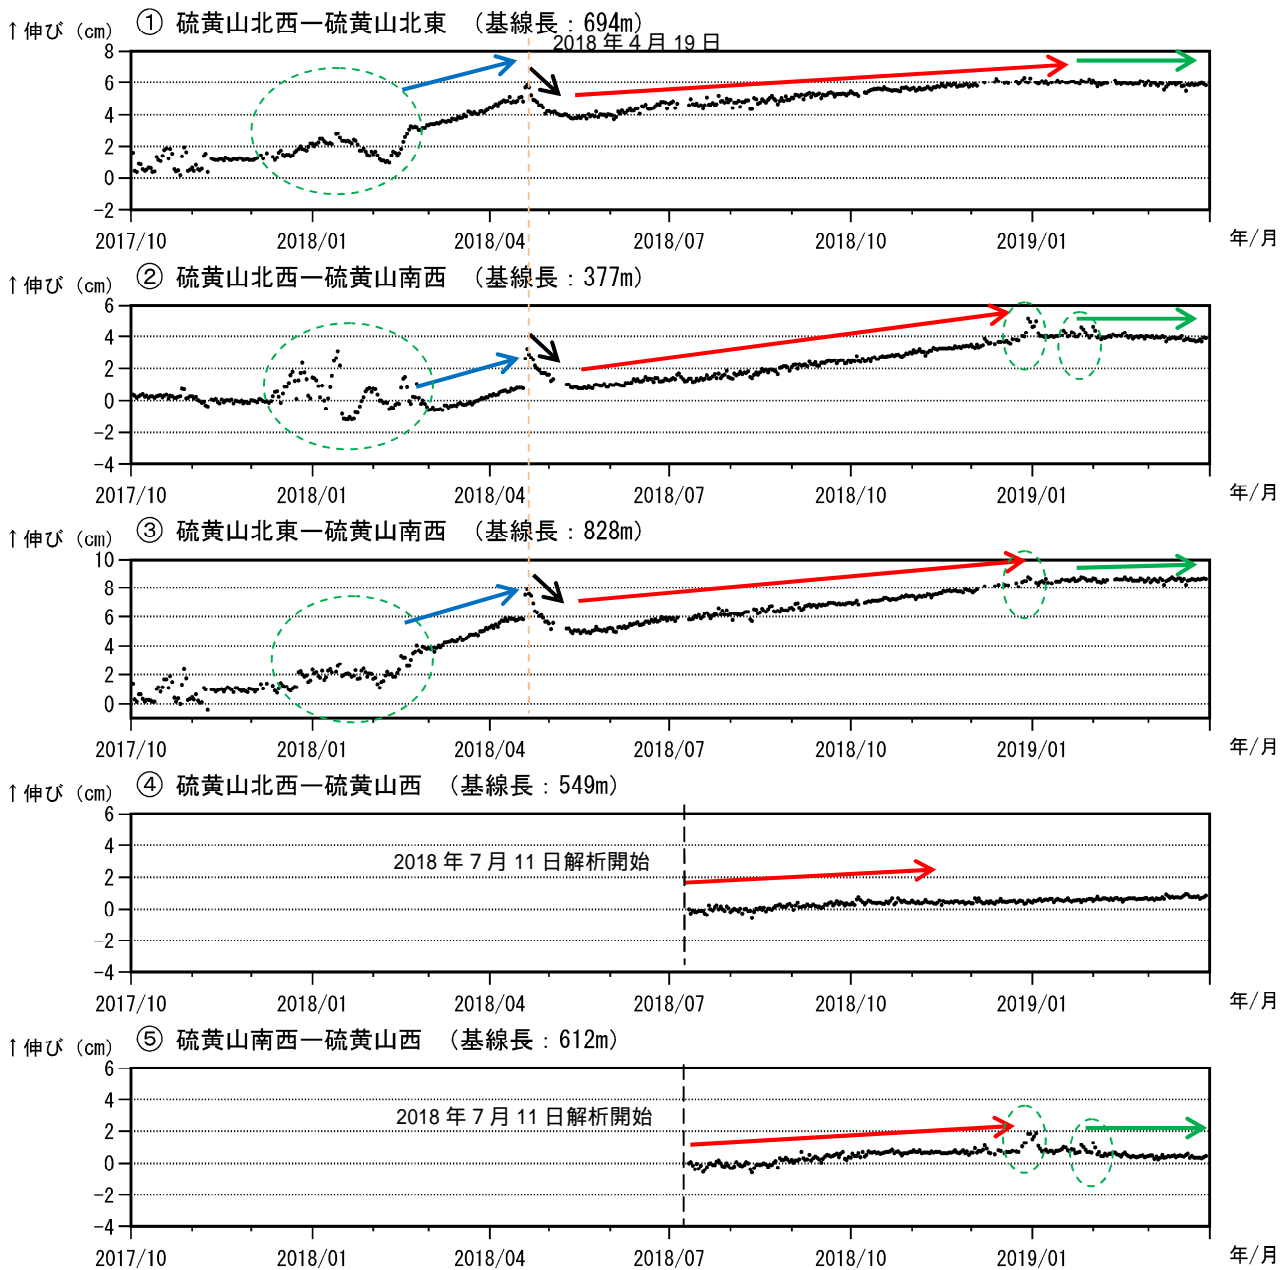 ① 硫黄山北西―硫黄山北東 （基線長：694m）
↑伸び（cm）
2018 年 4 月 19 日
8
6
4
2
0
−2
2017/10 2018/01 2018/04 2018/07 2018/10 2019/01 年/月
② 硫黄山北西―硫黄山南西 （基線長：377m）
↑伸び（cm）
6
4
2
0
−2
−4
2017/10 2018/01 2018/04 2018/07 2018/10 2019/01 年/月
③ 硫黄山北東―硫黄山南西 （基線長：828m）
↑伸び（cm）
10
8
6
4
2
0
2017/10 2018/01 2018/04 2018/07 2018/10 2019/01 年/月
④ 硫黄山北西―硫黄山西 （基線長：549m）
↑伸び（cm）
6
4
2018 年 7 月 11 日解析開始
2
0
−2
−4
2017/10 2018/01 2018/04 2018/07 2018/10 2019/01 年/月
⑤ 硫黄山南西―硫黄山西 （基線長：612m）
↑伸び（cm）
6
4
2018 年 7 月 11 日解析開始
2
0
−2
−4
2017/10 2018/01 2018/04 2018/07 2018/10 2019/01 年/月